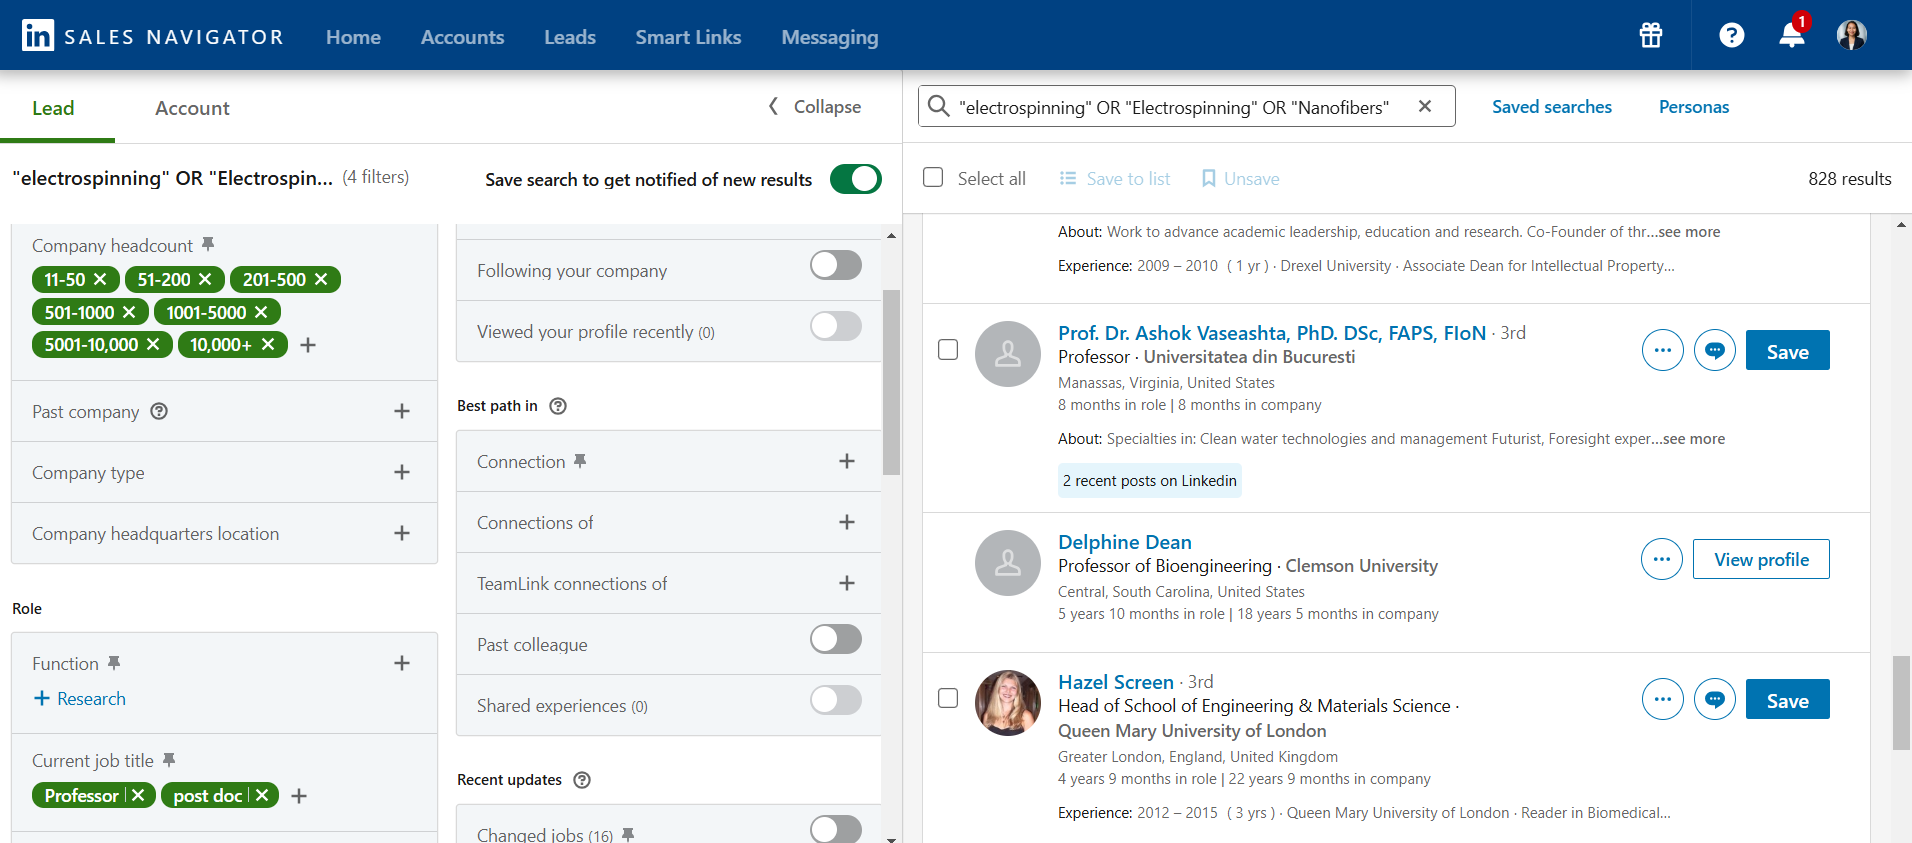 in SALES NAVIGATOR Home Accounts Leads Smart Links Messaging ? 1
Lead Account Collapse
"electrospinning" OR "Electrospinning" OR "Nanofibers" Saved searches Personas
"electrospinning" OR "Electrospin... (4 filters) Save search to get notified of new results
Select all Save to list Unsave 828 results
Company headcount
11-50 51-200 201-500
501-1000 1001-5000
5001-10,000 10,000+
Past company ?
Company type
Company headquarters location
Role
Function
Research
Current job title
Professor post doc
Following your company
Viewed your profile recently (0)
Best path in ?
Connection
Connections of
TeamLink connections of
Past colleague
Shared experiences (0)
Recent updates ?
Changed jobs (16)
About: Work to advance academic leadership, education and research. Co-Founder of thr...see more
Experience: 2009 – 2010 ( 1 yr ) · Drexel University · Associate Dean for Intellectual Property...
Prof. Dr. Ashok Vaseashta, PhD. DSc, FAPS, FIoN · 3rd
Professor · Universitatea din Bucuresti
Manassas, Virginia, United States
8 months in role | 8 months in company
About: Specialties in: Clean water technologies and management Futurist, Foresight exper...see more
2 recent posts on Linkedin
Save
Delphine Dean
Professor of Bioengineering · Clemson University
Central, South Carolina, United States
5 years 10 months in role | 18 years 5 months in company
View profile
Hazel Screen · 3rd
Head of School of Engineering & Materials Science ·
Queen Mary University of London
Greater London, England, United Kingdom
4 years 9 months in role | 22 years 9 months in company
Experience: 2012 – 2015 ( 3 yrs ) · Queen Mary University of London · Reader in Biomedical...
Save